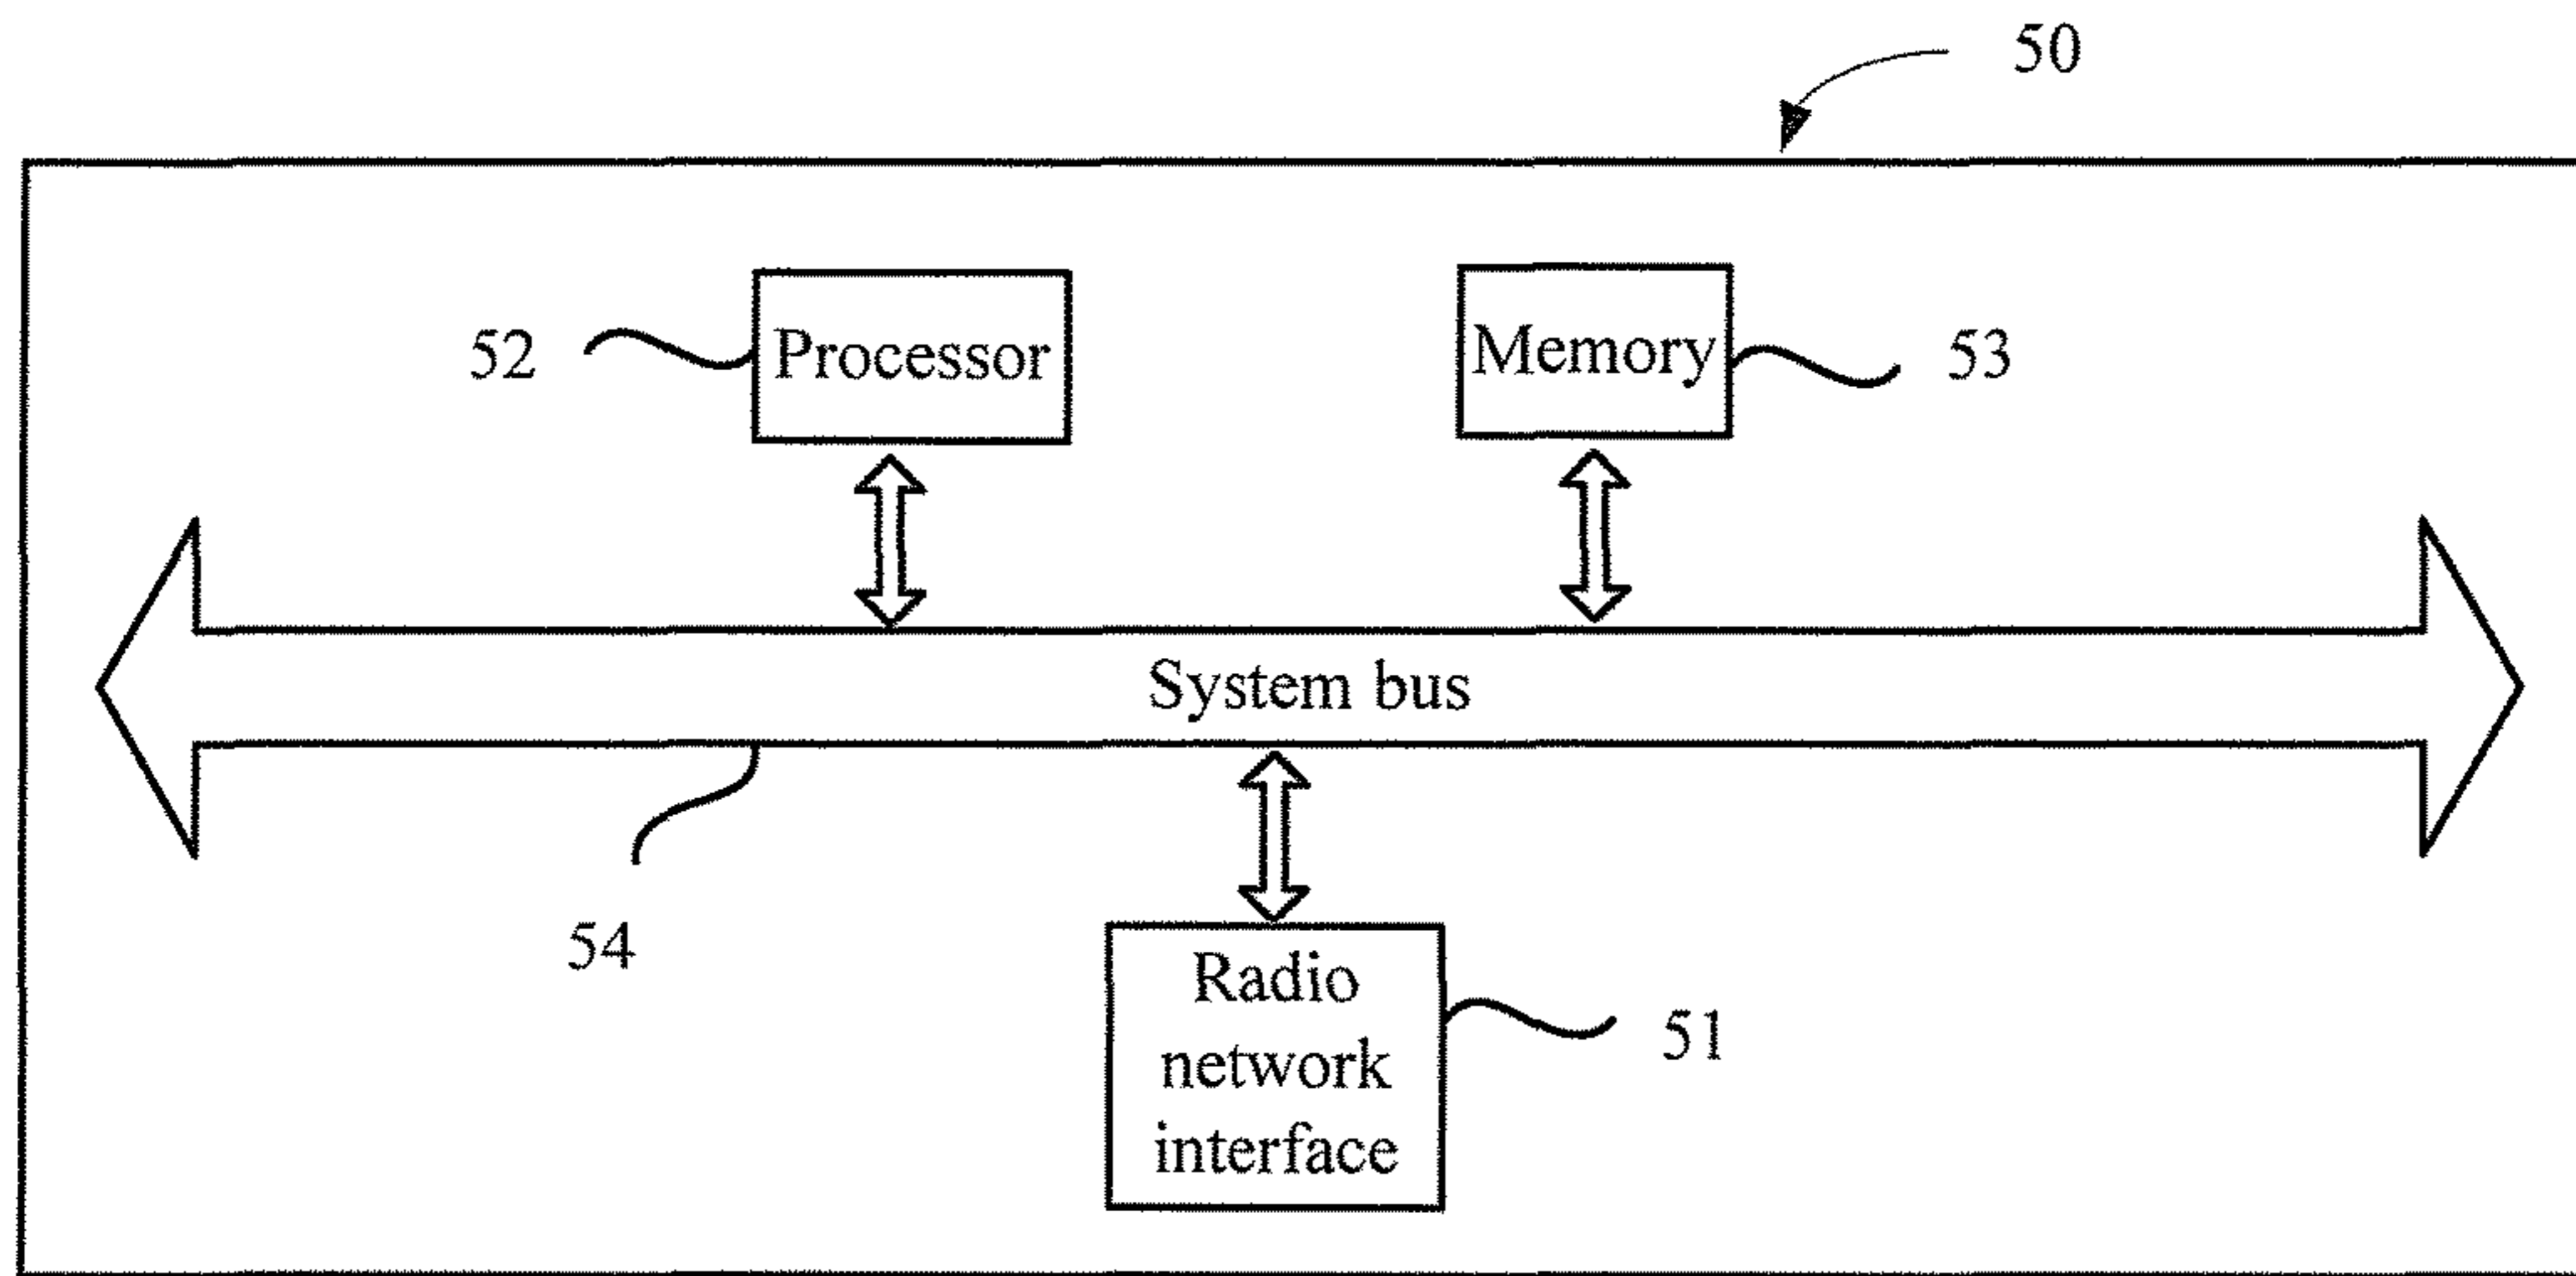 50
52
Processor
Memory
53
System bus
54
Radio
network
interface
51